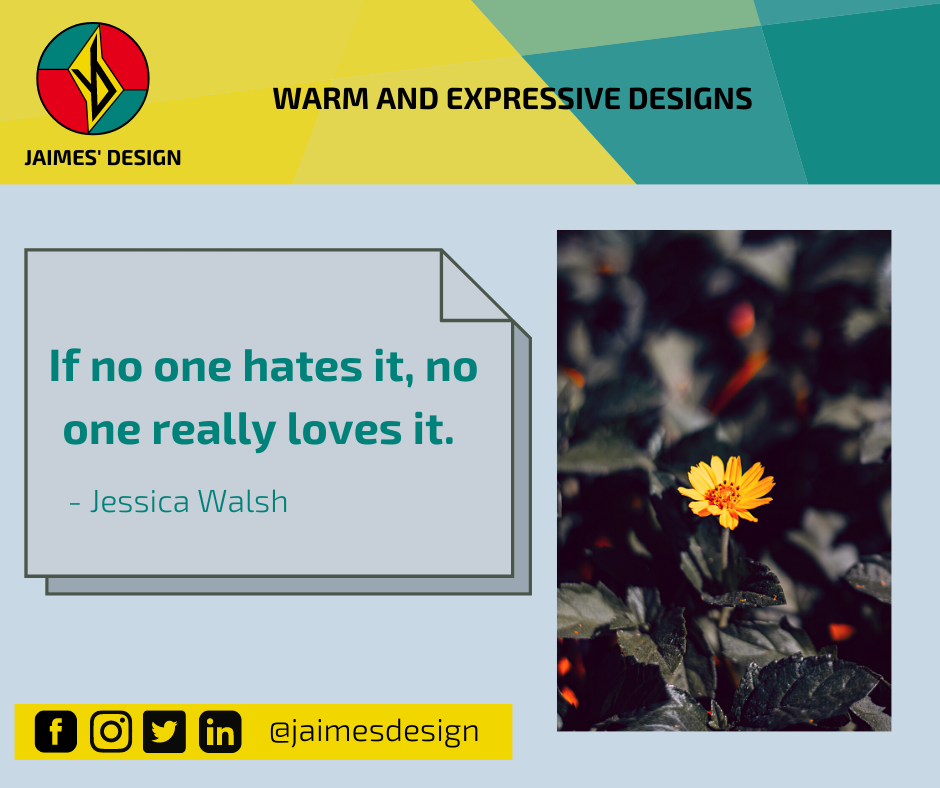 JAIMES' DESIGN
WARM AND EXPRESSIVE DESIGNS
If no one hates it, no
one really loves it.
- Jessica Walsh
@jaimesdesign